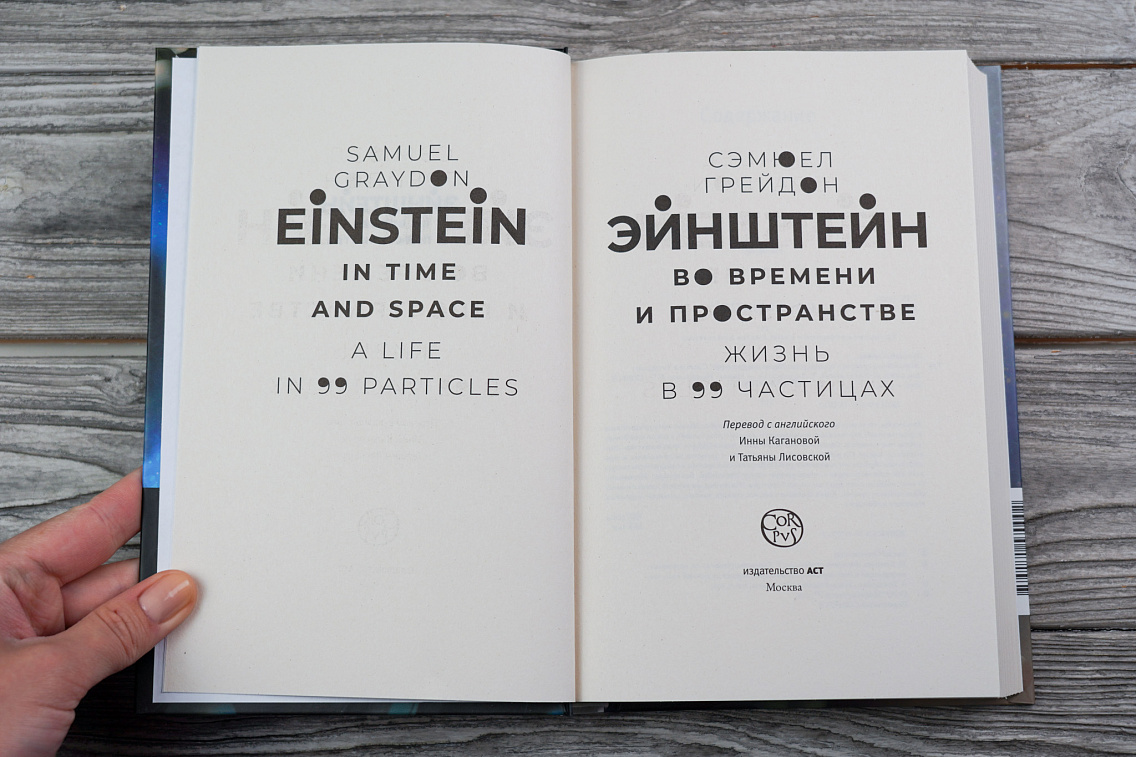 SAMUEL
GRAYDON
EINSTEIN
IN TIME
AND SPACE
A LIFE
IN 99 PARTICLES
СЭМЮЕЛ
ГРЕЙДОН
ЭЙНШТЕЙН
ВО ВРЕМЕНИ
И ПРОСТРАНСТВЕ
ЖИЗНЬ
В 99 ЧАСТИЦАХ
Перевод с английского
Инны Кагановой
и Татьяны Лисовской
CORPVS
издательство АСТ
Москва